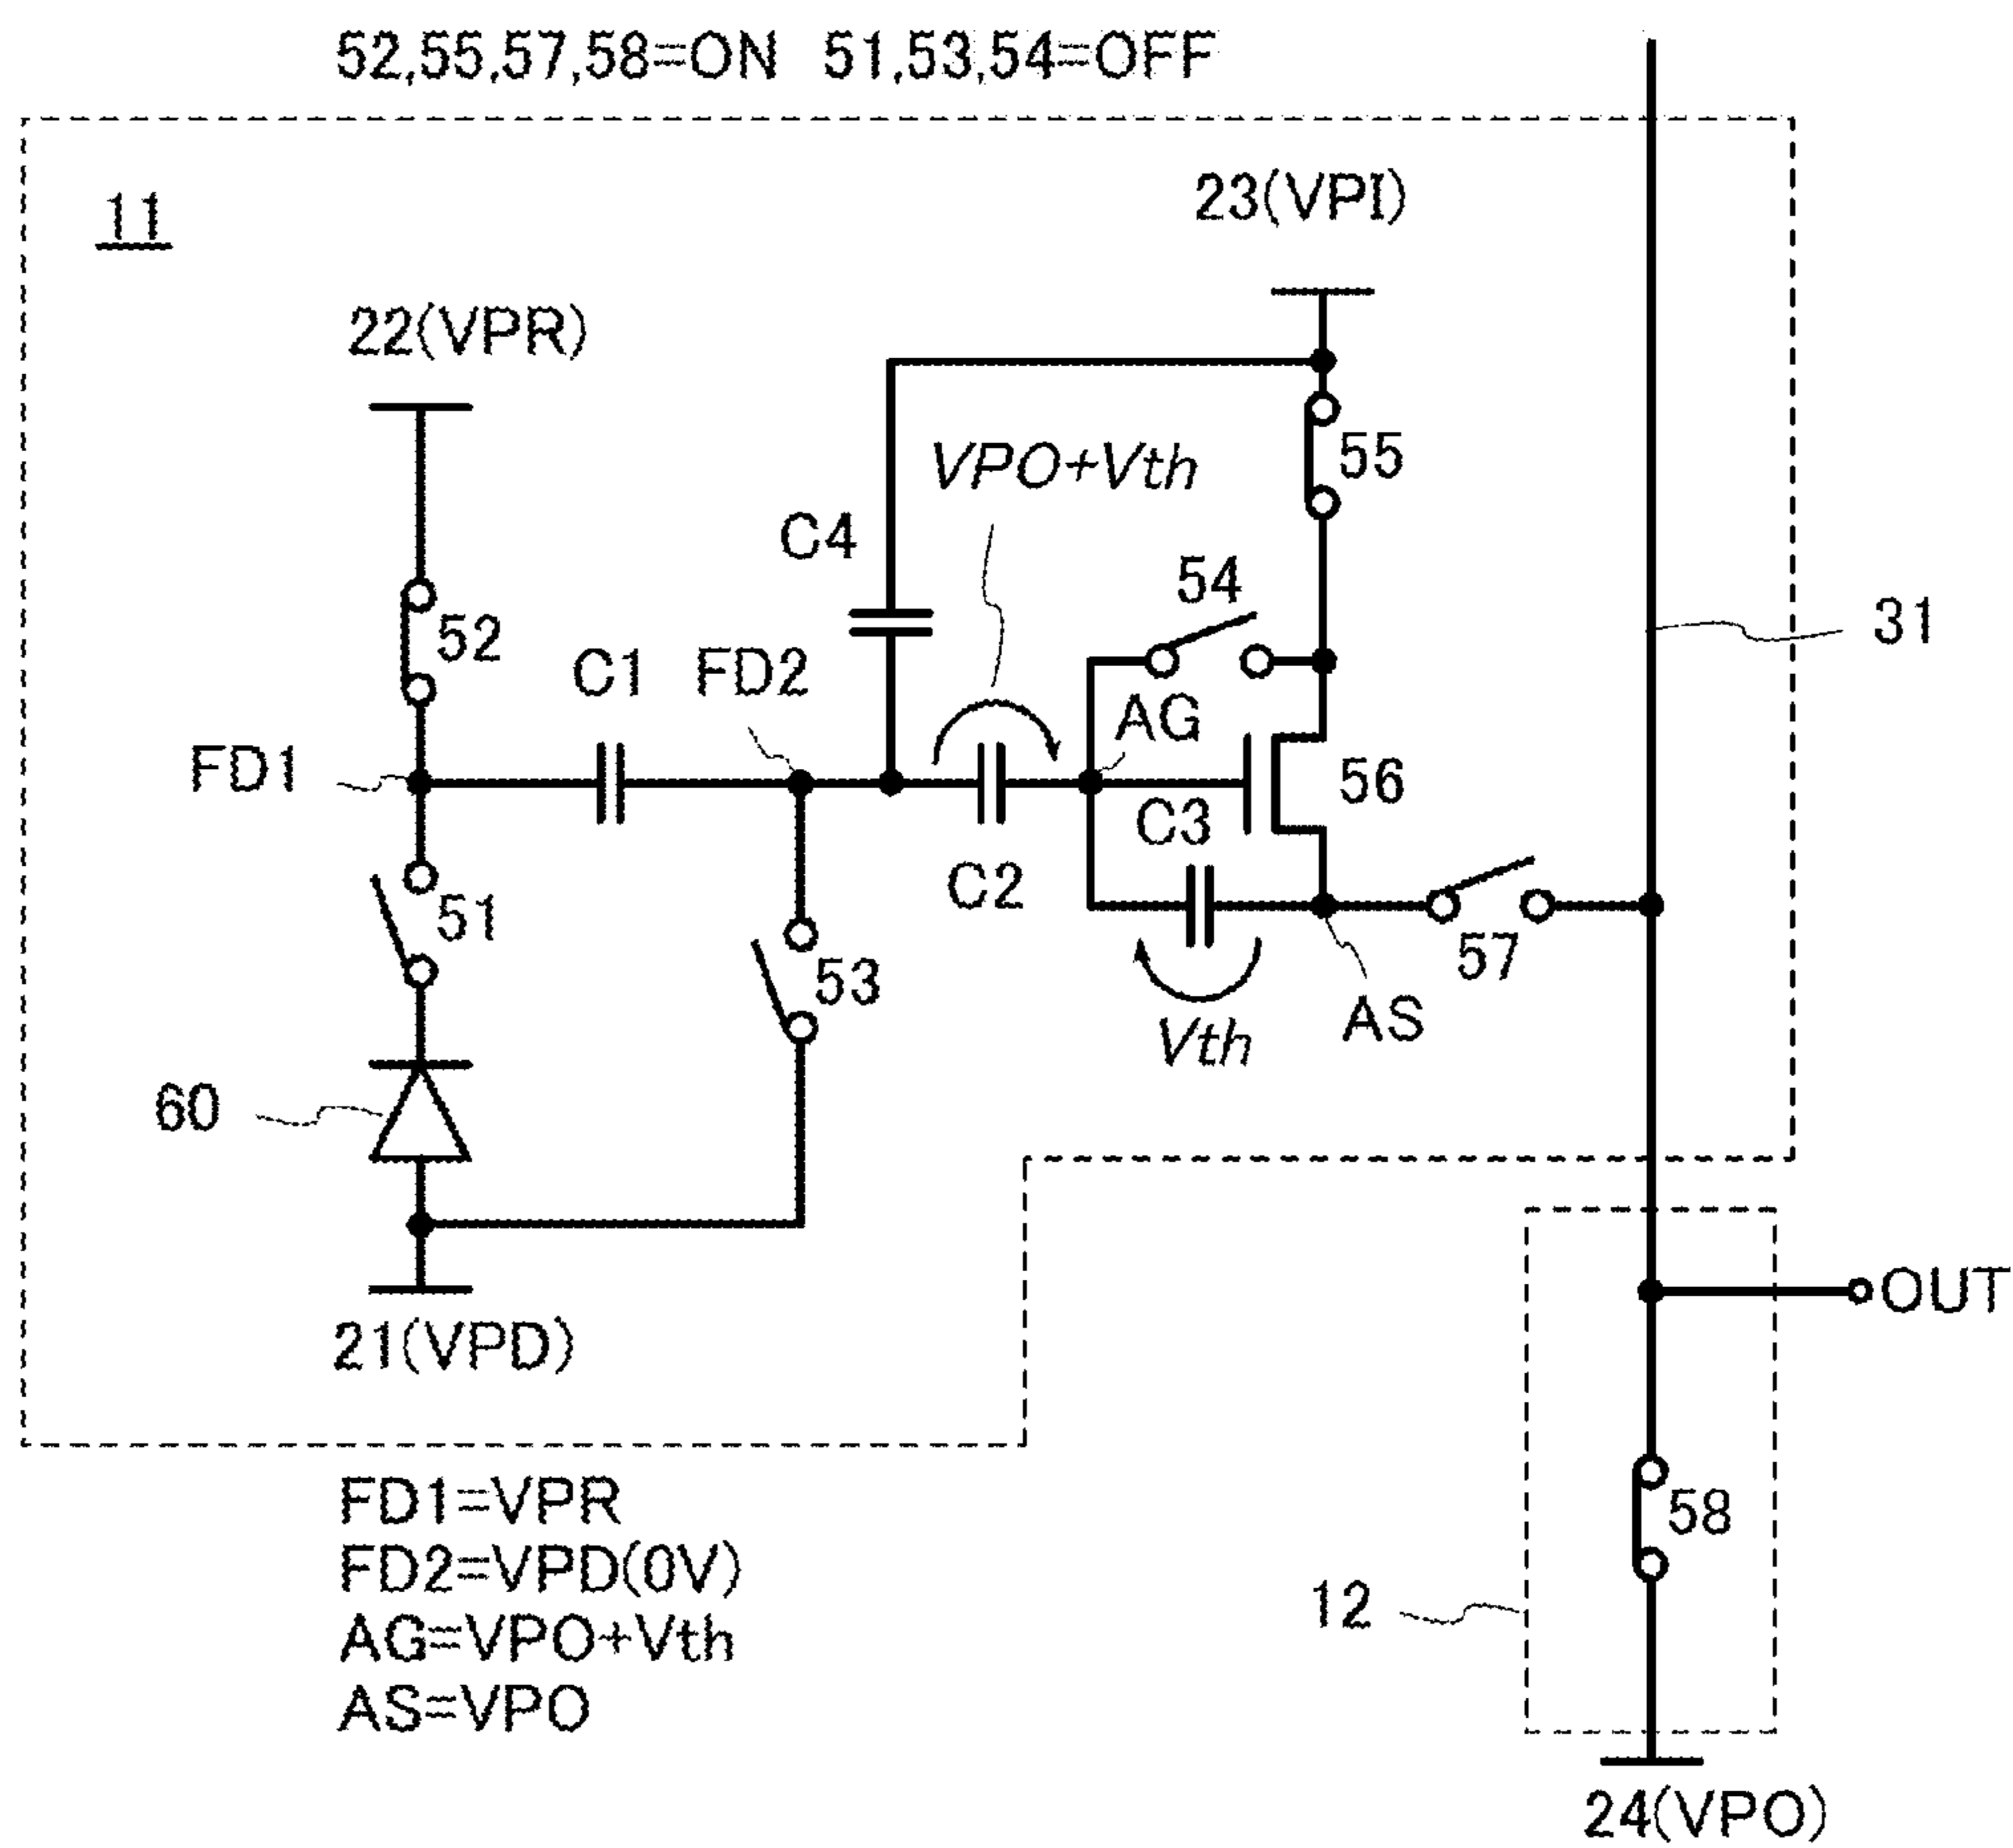 52,55,57,58=ON 51,53,54=OFF
11
23(VPI)
22(VPR)
VPO+Vth
55
C4
54
31
52
C1
FD2
AG
FD1
56
C3
C2
51
53
57
AS
Vth
60
OUT
21(VPD)
FD1=VPR
58
FD2=VPD(0V)
12
AG=VPO+Vth
AS=VPO
24(VPO)